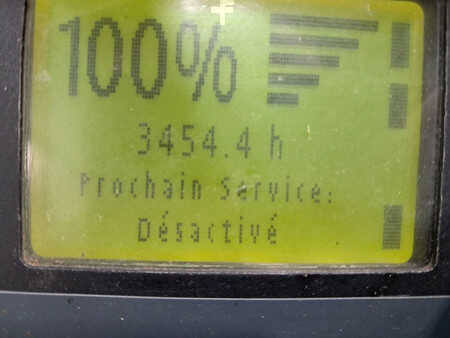 100%
3454.4 h
Prochain Service:
Désactivé